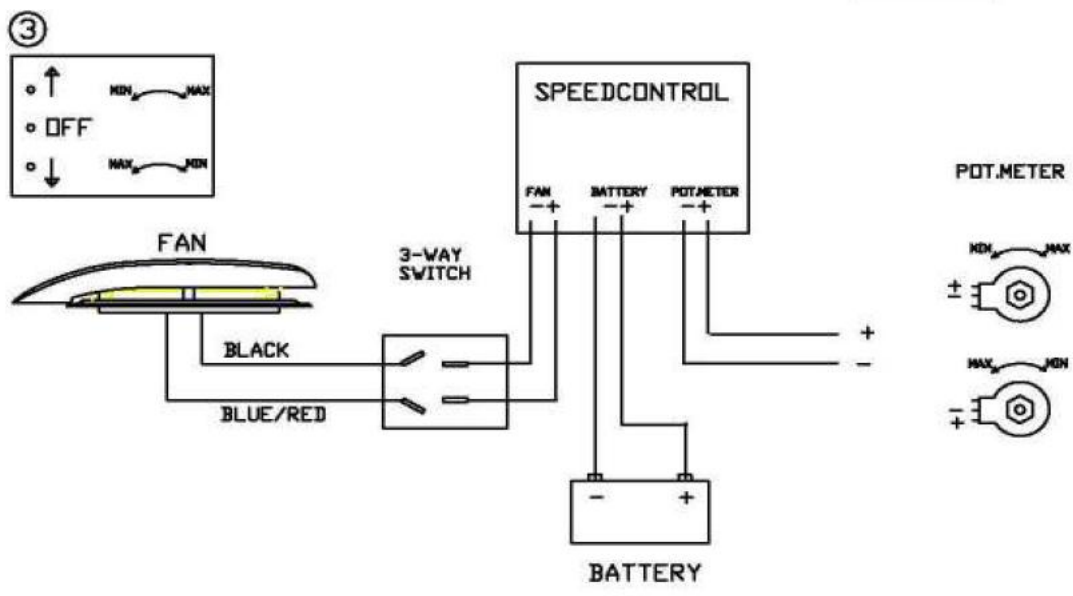 3
↑ MIN MAX
OFF
↓ MAX MIN
SPEEDCONTROL
FAN BATTERY POT.METER
-+ -+ -+
POT.METER
FAN
3-WAY
SWITCH
MIN MAX
±
BLACK
+
-
MAX MIN
-
+
BLUE/RED
- +
BATTERY